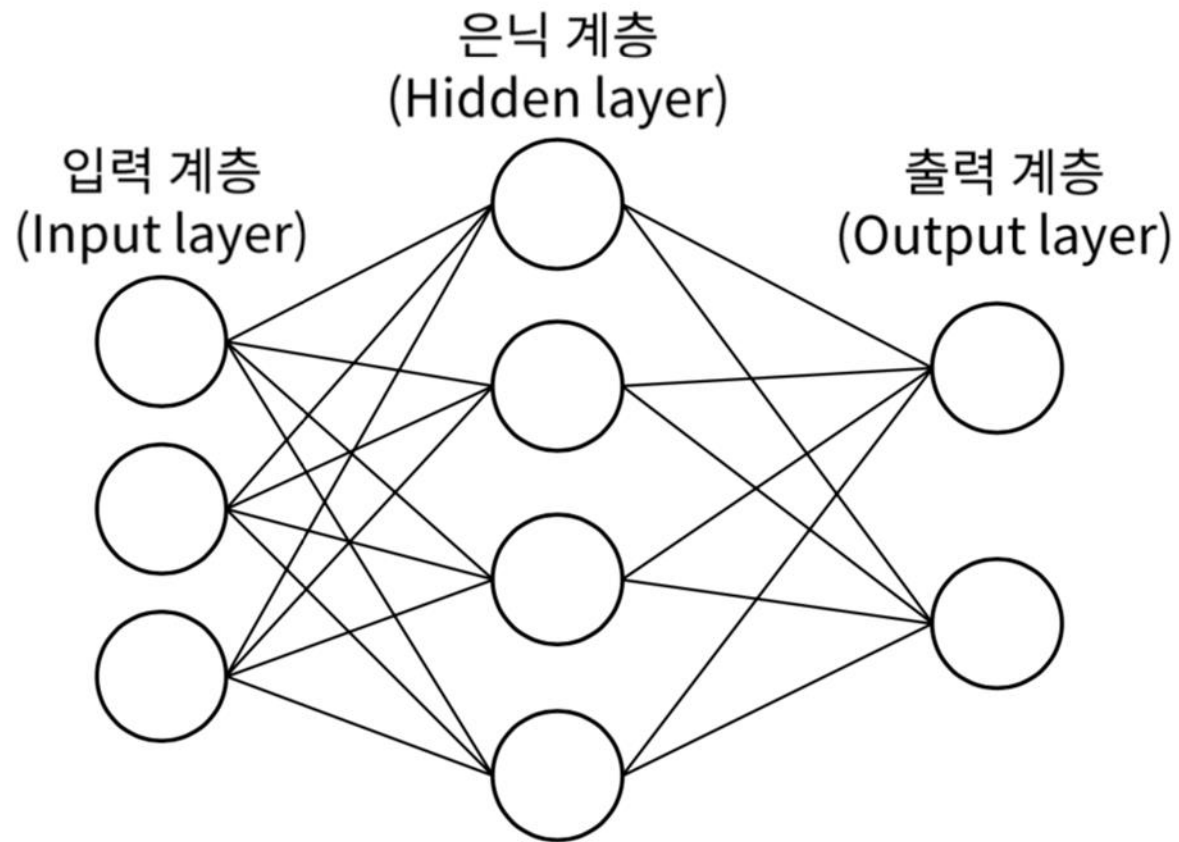 은닉 계층
(Hidden layer)
입력 계층
(Input layer)
출력 계층
(Output layer)